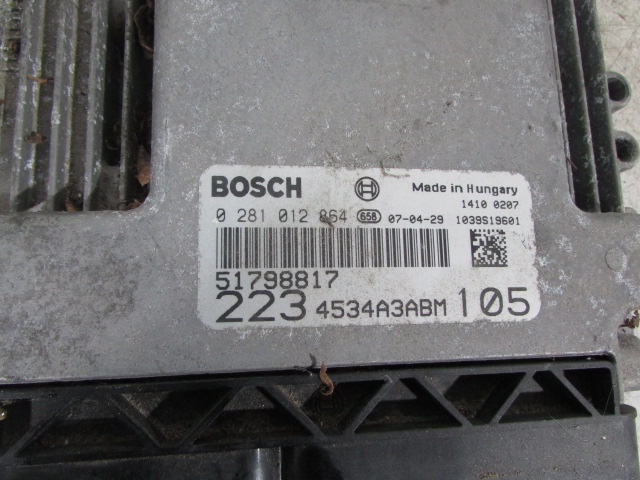 BOSCH Made in Hungary
1410 0207
0 281 012 864 658 07-04-29 1039S19601
51798817
223 4534A3ABM 105